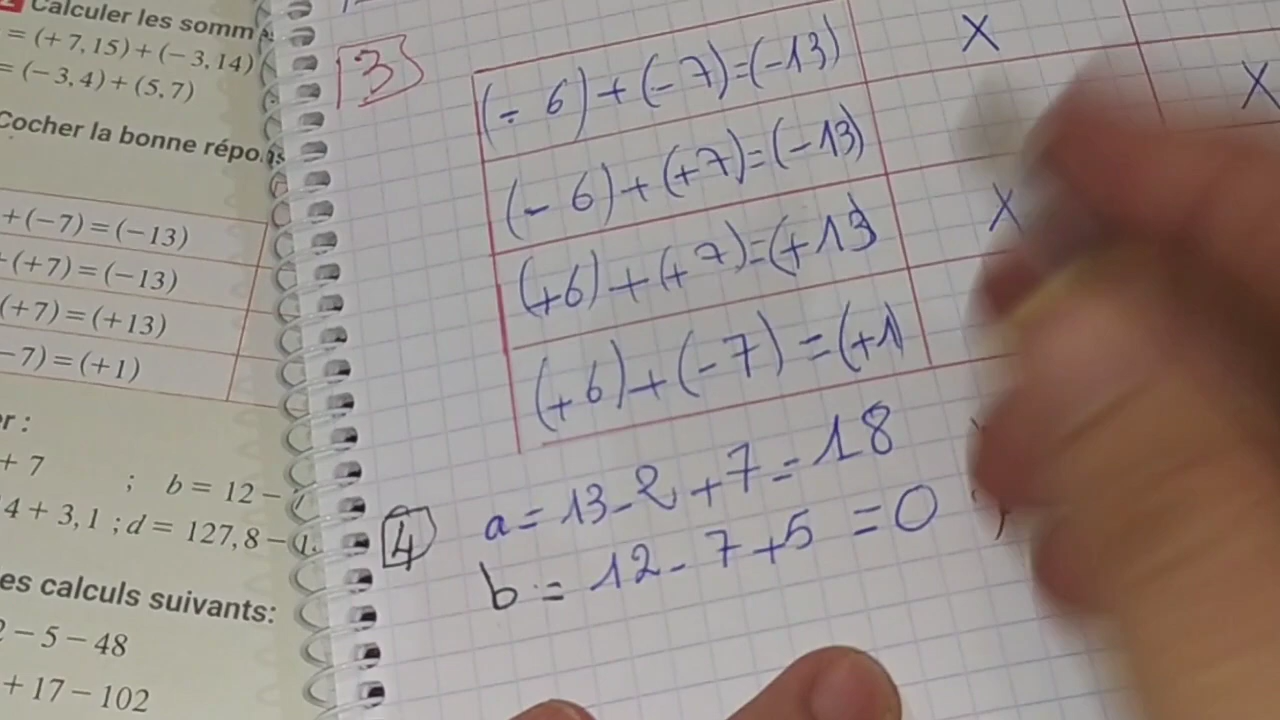 Calculer les somm
= (+ 7,15) + (− 3,14)
= (− 3,4) + (5,7)
Cocher la bonne répo
+ (− 7) = (− 13)
+ (+ 7) = (− 13)
(+ 7) = (+ 13)
− 7) = (+ 1)
r :
+ 7 ; b = 12 −
4 + 3,1 ; d = 127,8 −
es calculs suivants:
2 − 5 − 48
+ 17 − 102
3
(- 6) + (- 7) = (-13) X
X
(- 6) + (+7) = (-13)
(+6) + (+7) = (+13 X
(+6) + (-7) = (+1)
4
a = 13 - 2 + 7 = 18
b = 12 - 7 + 5 = 0